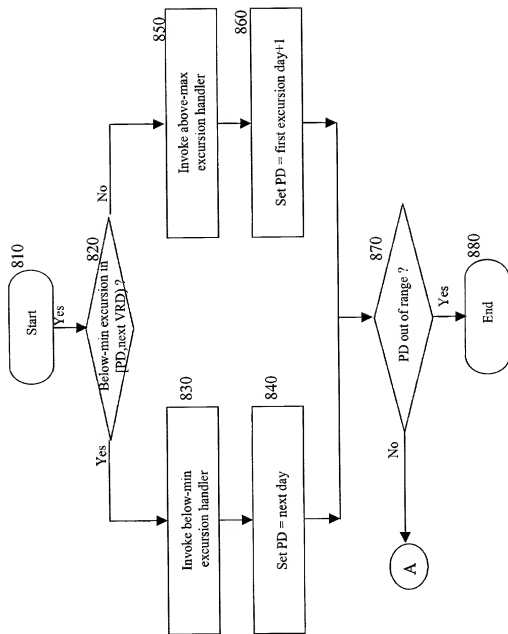 810
Start
Yes
820
Below-min excursion in
[PD,next VRD) ?
Yes
No
830
Invoke below-min
excursion handler
850
Invoke above-max
excursion handler
840
Set PD = next day
860
Set PD = first excursion day+1
870
PD out of range ?
No
Yes
A
880
End